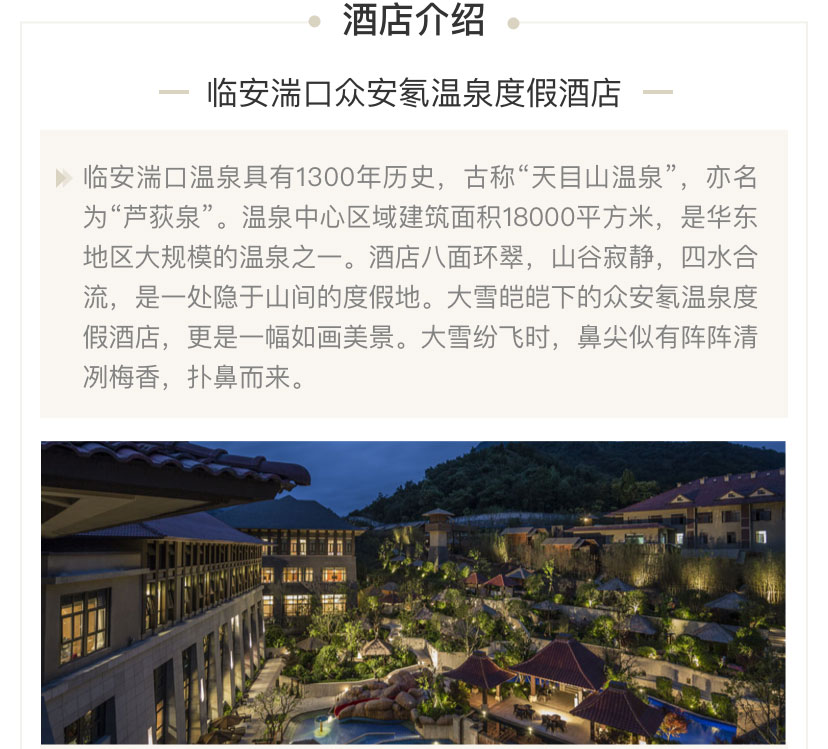 酒店介绍
临安湍口众安氡温泉度假酒店
临安湍口温泉具有1300年历史，古称“天目山温泉”，亦名
为“芦荻泉”。温泉中心区域建筑面积18000平方米，是华东
地区大规模的温泉之一。酒店八面环翠，山谷寂静，四水合
流，是一处隐于山间的度假地。大雪皑皑下的众安氡温泉度
假酒店，更是一幅如画美景。大雪纷飞时，鼻尖似有阵阵清
冽梅香，扑鼻而来。